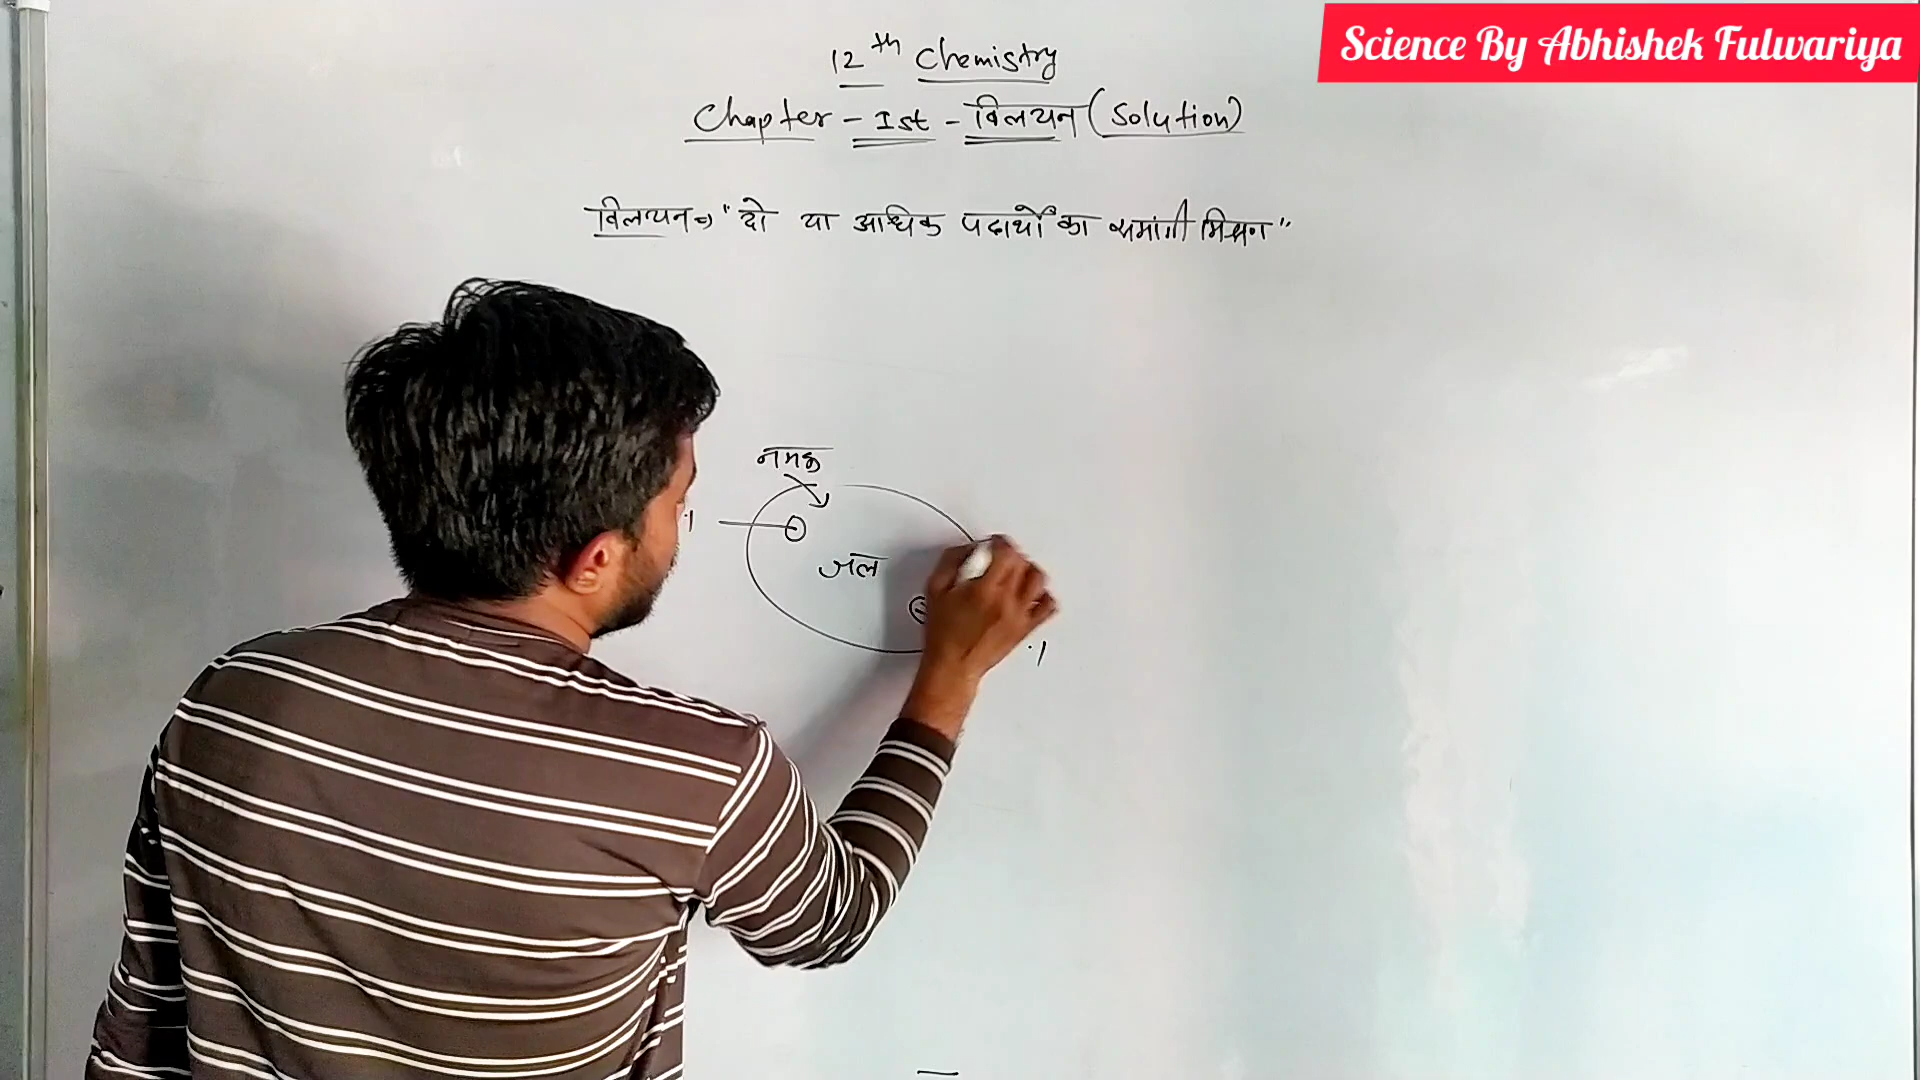 Science By Abhishek Fulwariya
12th Chemistry
Chapter - Ist - विलयन (Solution)
विलयन ⇒ "दो या अधिक पदार्थों का समांगी मिश्रण"
नमक
जल